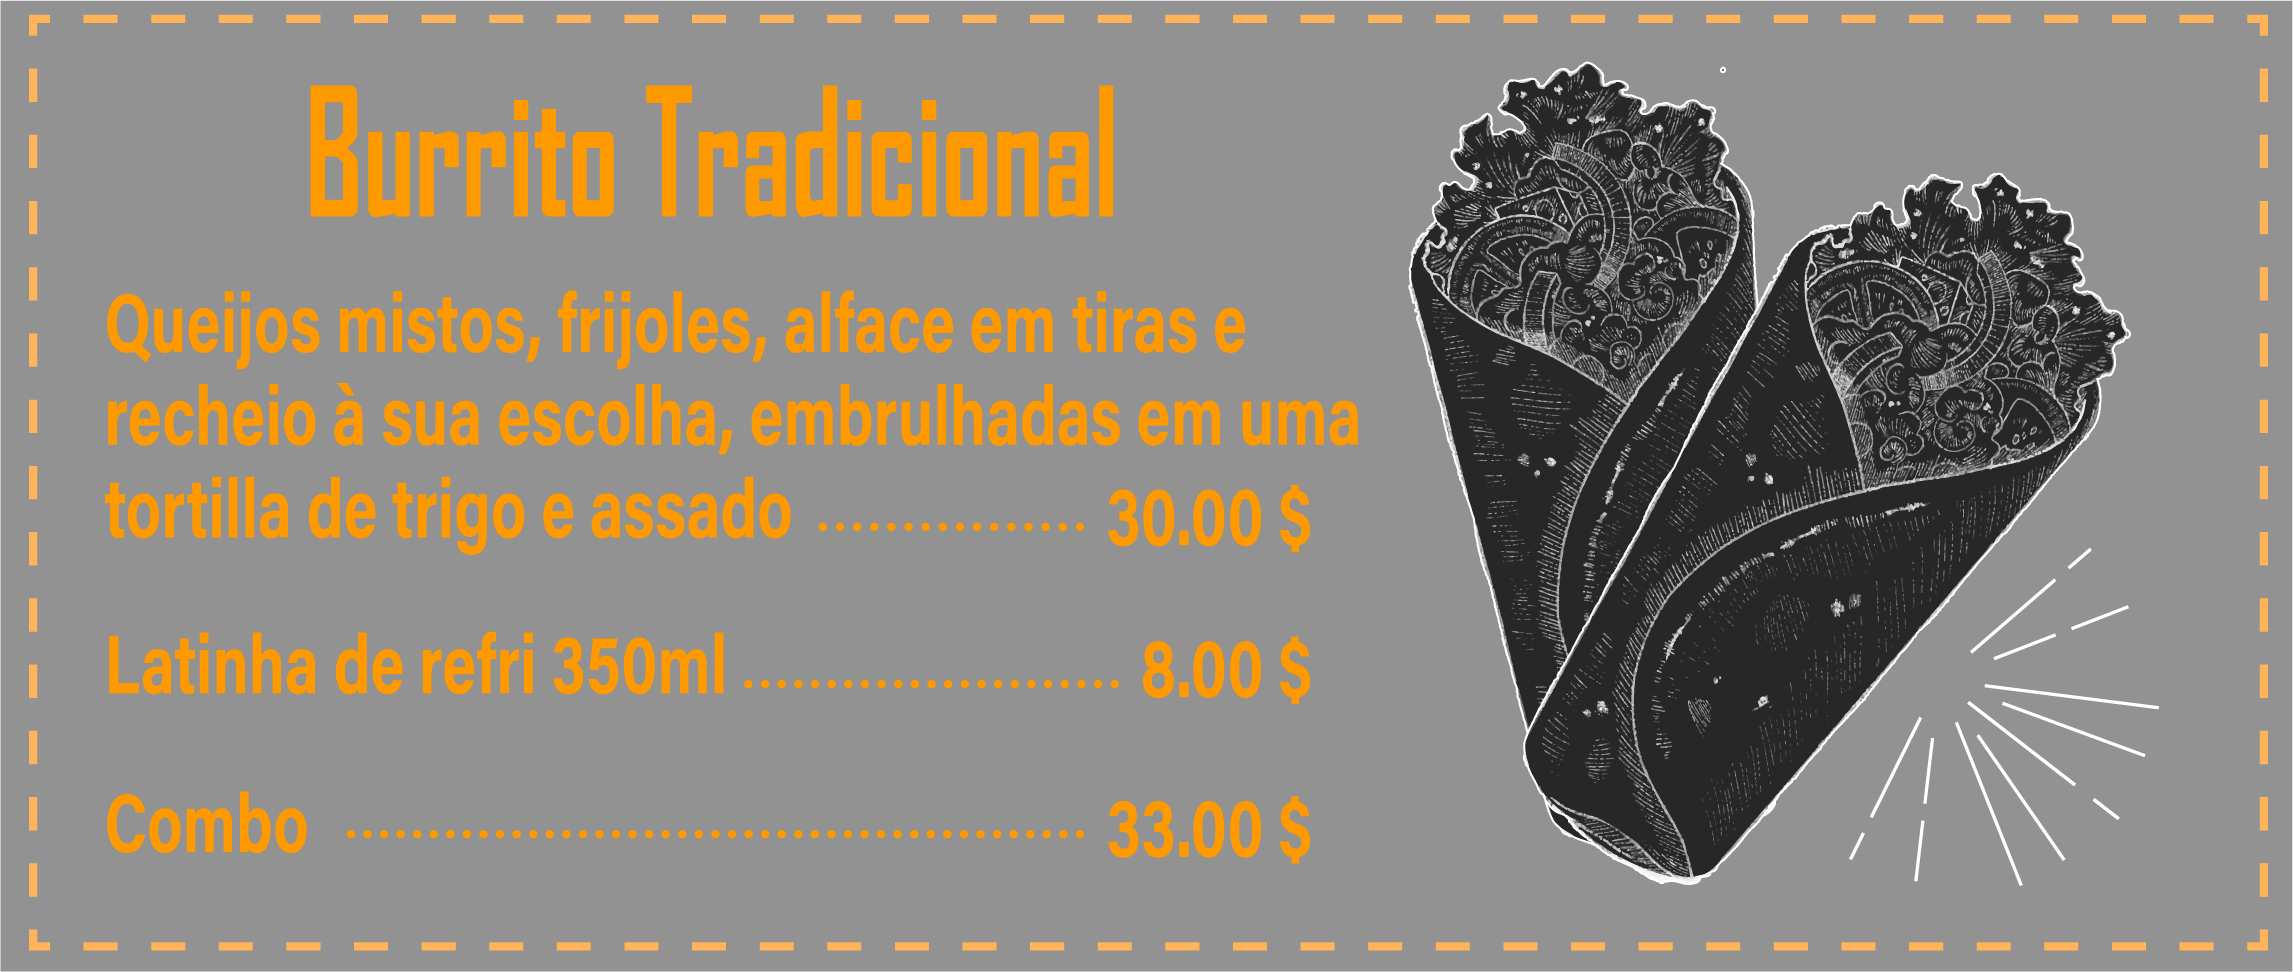 Burrito Tradicional
Queijos mistos, frijoles, alface em tiras e
recheio à sua escolha, embrulhadas em uma
tortilla de trigo e assado ................ 30.00 $
Latinha de refri 350ml ....................... 8.00 $
Combo ............................................. 33.00 $